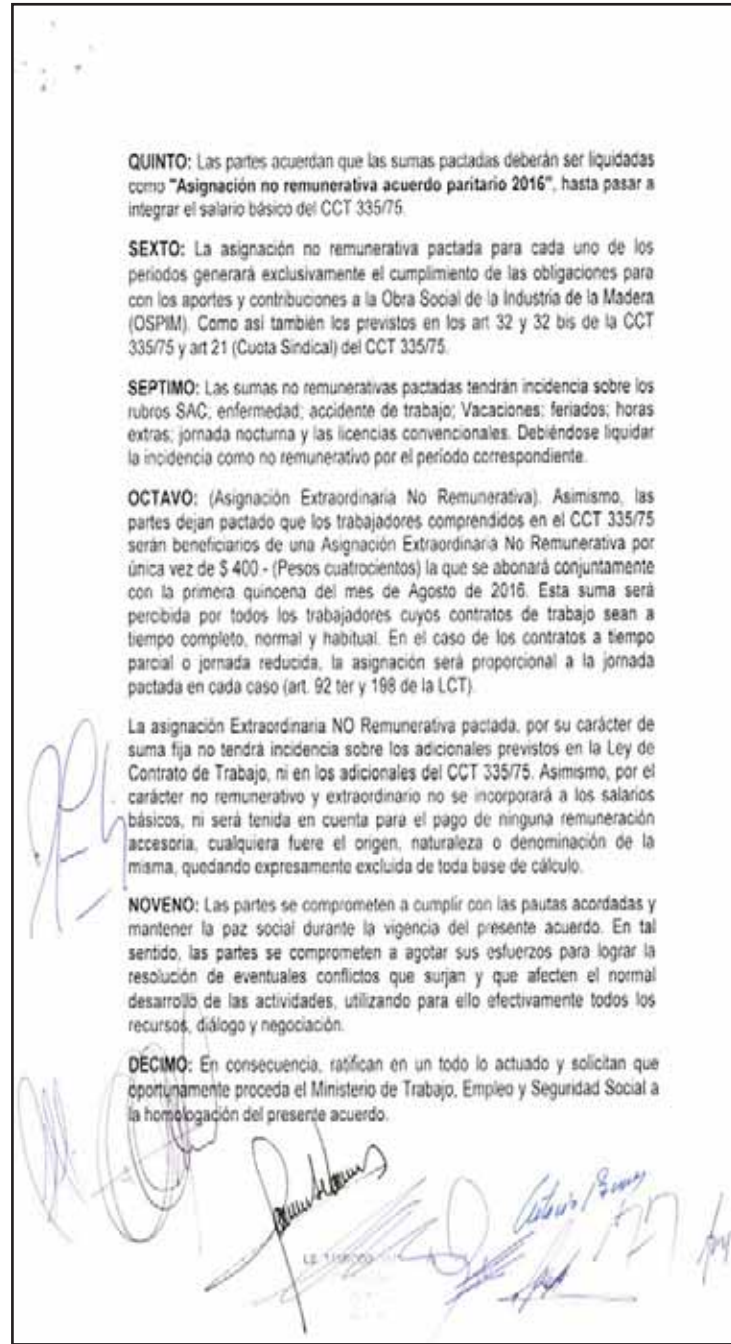 QUINTO: Las partes acuerdan que las sumas pactadas deberán ser liquidadas
como "Asignación no remunerativa acuerdo paritario 2016", hasta pasar a
integrar el salario básico del CCT 335/75.
SEXTO: La asignación no remunerativa pactada para cada uno de los
periodos generará exclusivamente el cumplimiento de las obligaciones para
con los aportes y contribuciones a la Obra Social de la Industria de la Madera
(OSPIM). Como así también los previstos en los art 32 y 32 bis de la CCT
335/75 y art 21 (Cuota Sindical) del CCT 335/75.
SEPTIMO: Las sumas no remunerativas pactadas tendrán incidencia sobre los
rubros SAC; enfermedad; accidente de trabajo; Vacaciones; feriados; horas
extras; jornada nocturna y las licencias convencionales. Debiéndose liquidar
la incidencia como no remunerativo por el período correspondiente.
OCTAVO: (Asignación Extraordinaria No Remunerativa). Asimismo, las
partes dejan pactado que los trabajadores comprendidos en el CCT 335/75
serán beneficiarios de una Asignación Extraordinaria No Remunerativa por
única vez de $ 400 - (Pesos cuatrocientos) la que se abonará conjuntamente
con la primera quincena del mes de Agosto de 2016. Esta suma será
percibida por todos los trabajadores cuyos contratos de trabajo sean a
tiempo completo, normal y habitual. En el caso de los contratos a tiempo
parcial o jornada reducida, la asignación será proporcional a la jornada
pactada en cada caso (art. 92 ter y 198 de la LCT).
La asignación Extraordinaria NO Remunerativa pactada, por su carácter de
suma fija no tendrá incidencia sobre los adicionales previstos en la Ley de
Contrato de Trabajo, ni en los adicionales del CCT 335/75. Asimismo, por el
carácter no remunerativo y extraordinario no se incorporará a los salarios
básicos, ni será tenida en cuenta para el pago de ninguna remuneración
accesoria, cualquiera fuere el origen, naturaleza o denominación de la
misma, quedando expresamente excluida de toda base de cálculo.
NOVENO: Las partes se comprometen a cumplir con las pautas acordadas y
mantener la paz social durante la vigencia del presente acuerdo. En tal
sentido, las partes se comprometen a agotar sus esfuerzos para lograr la
resolución de eventuales conflictos que surjan y que afecten el normal
desarrollo de las actividades, utilizando para ello efectivamente todos los
recursos, diálogo y negociación.
DECIMO: En consecuencia, ratifican en un todo lo actuado y solicitan que
oportunamente proceda el Ministerio de Trabajo, Empleo y Seguridad Social a
la homologación del presente acuerdo.